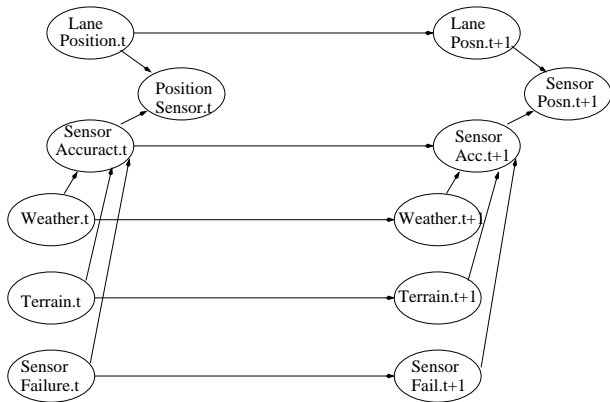 Lane
Position.t
Lane
Posn.t+1
Position
Sensor.t
Sensor
Posn.t+1
Sensor
Accuract.t
Sensor
Acc.t+1
Weather.t
Weather.t+1
Terrain.t
Terrain.t+1
Sensor
Failure.t
Sensor
Fail.t+1